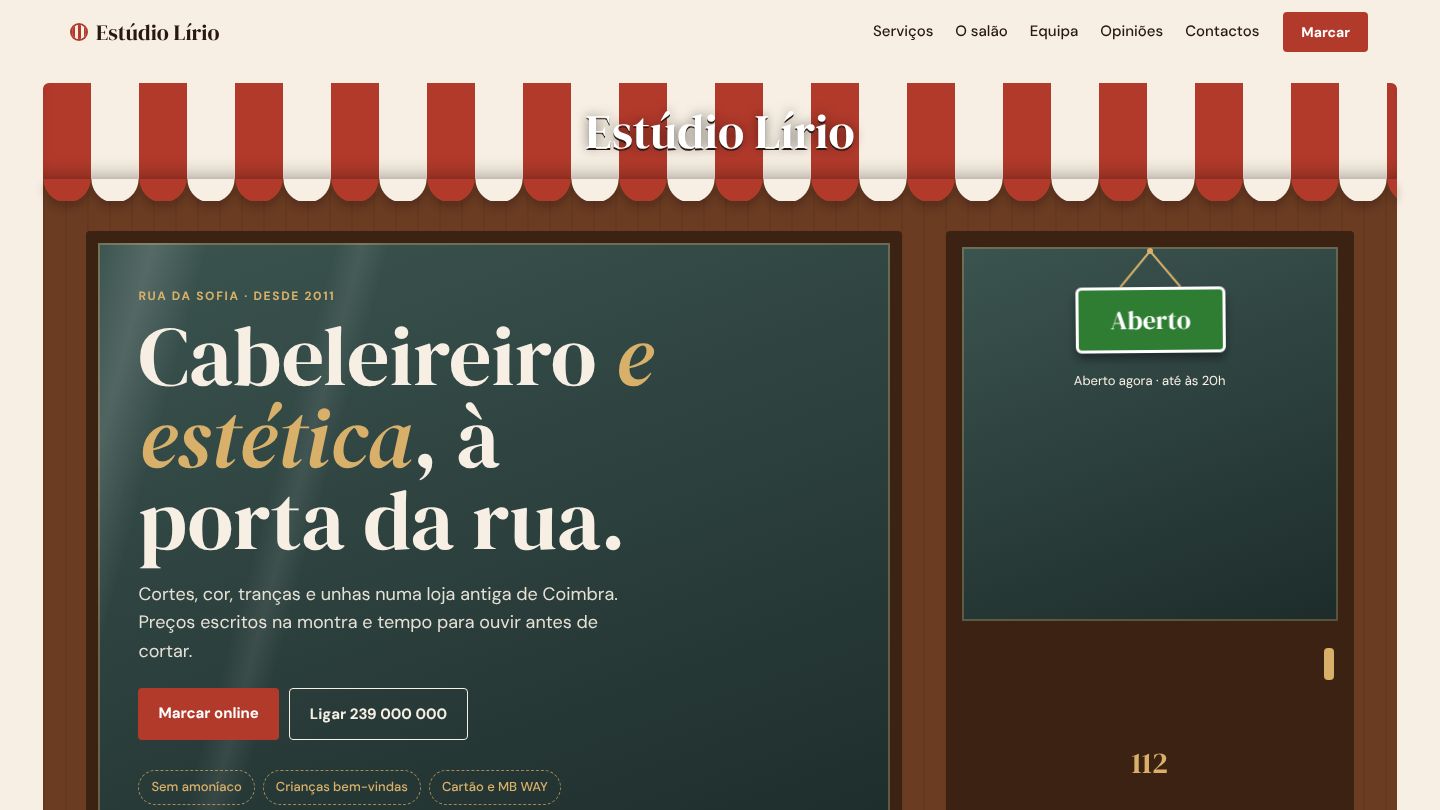 Estúdio Lírio
Serviços
O salão
Equipa
Opiniões
Contactos
Marcar
Estúdio Lírio
RUA DA SOFIA · DESDE 2011
Cabeleireiro e
estética, à
porta da rua.
Cortes, cor, tranças e unhas numa loja antiga de Coimbra.
Preços escritos na montra e tempo para ouvir antes de
cortar.
Marcar online
Ligar 239 000 000
Sem amoníaco
Crianças bem-vindas
Cartão e MB WAY
Aberto
Aberto agora · até às 20h
112